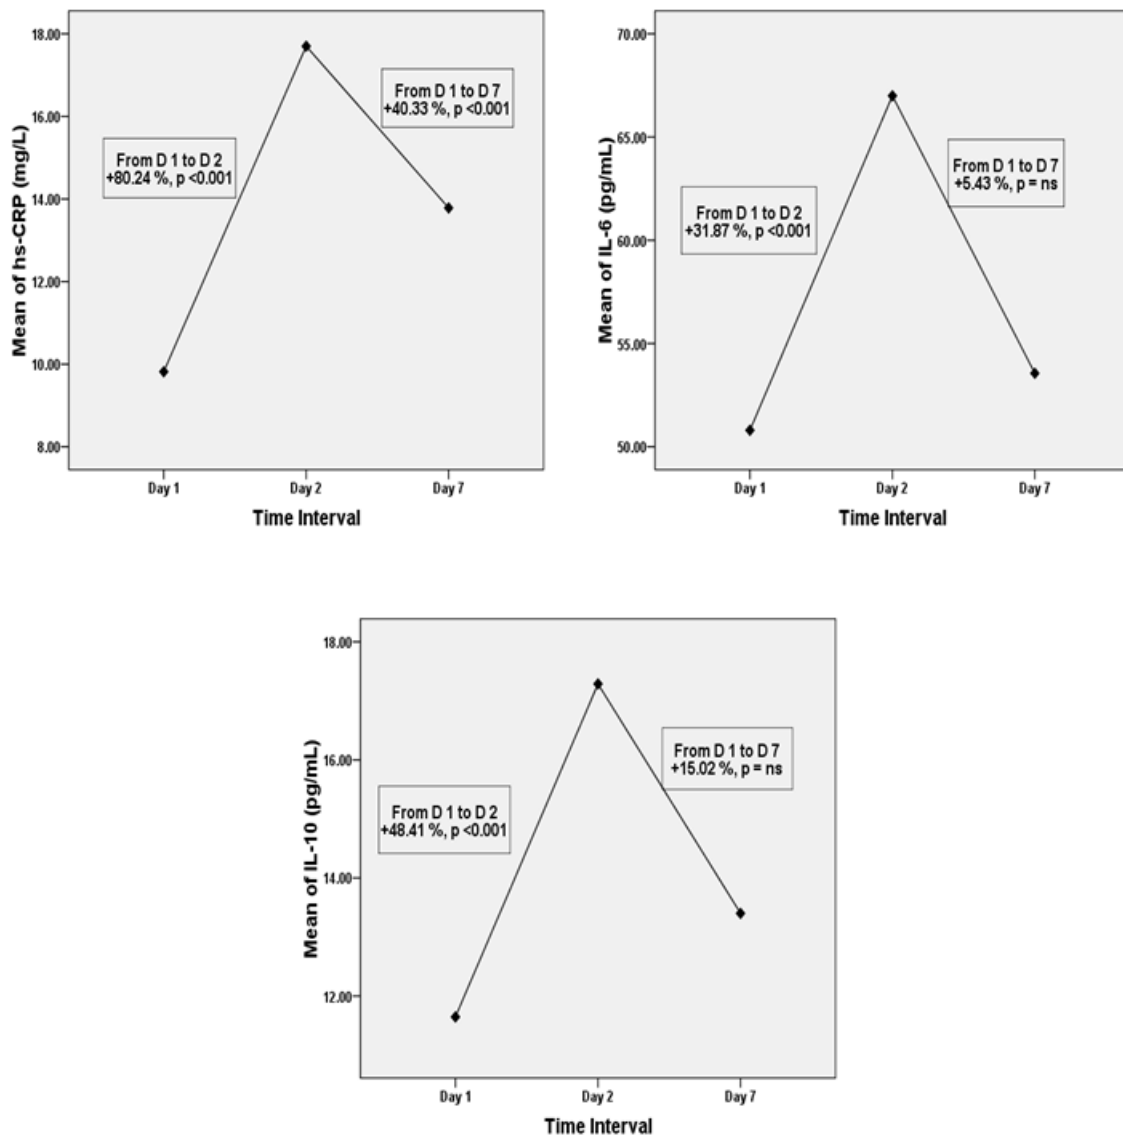 Mean of hs-CRP (mg/L)
18.00
16.00
14.00
12.00
10.00
8.00
From D 1 to D 2
+80.24 %, p <0.001
From D 1 to D 7
+40.33 %, p <0.001
Day 1
Day 2
Day 7
Time Interval
Mean of IL-6 (pg/mL)
70.00
65.00
60.00
55.00
50.00
From D 1 to D 2
+31.87 %, p <0.001
From D 1 to D 7
+5.43 %, p = ns
Day 1
Day 2
Day 7
Time Interval
Mean of IL-10 (pg/mL)
18.00
16.00
14.00
12.00
From D 1 to D 2
+48.41 %, p <0.001
From D 1 to D 7
+15.02 %, p = ns
Day 1
Day 2
Day 7
Time Interval